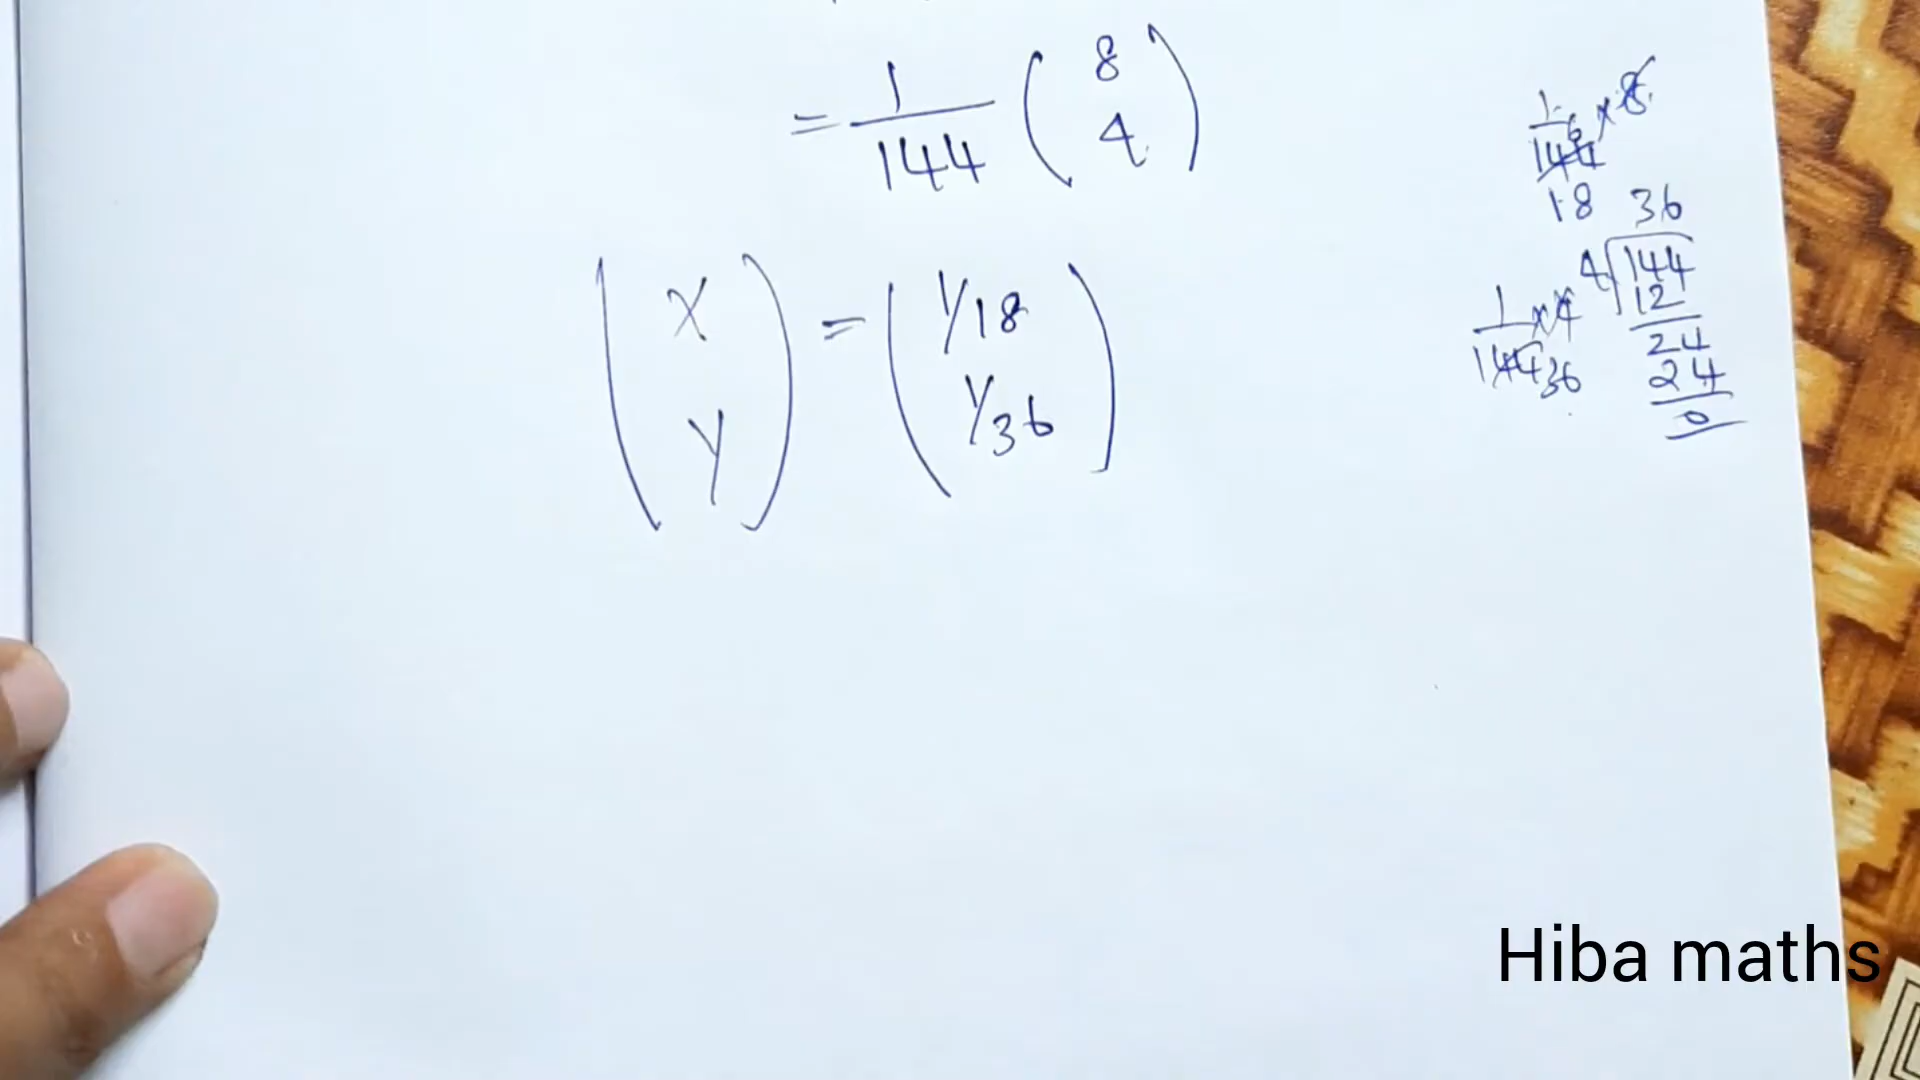 = 1/144 ( 8
4 )
( x
y ) = ( 1/18
1/36 )
1/144 × 8
18
36
4 144
12
24
24
0
1/144 × 4
36
Hiba maths